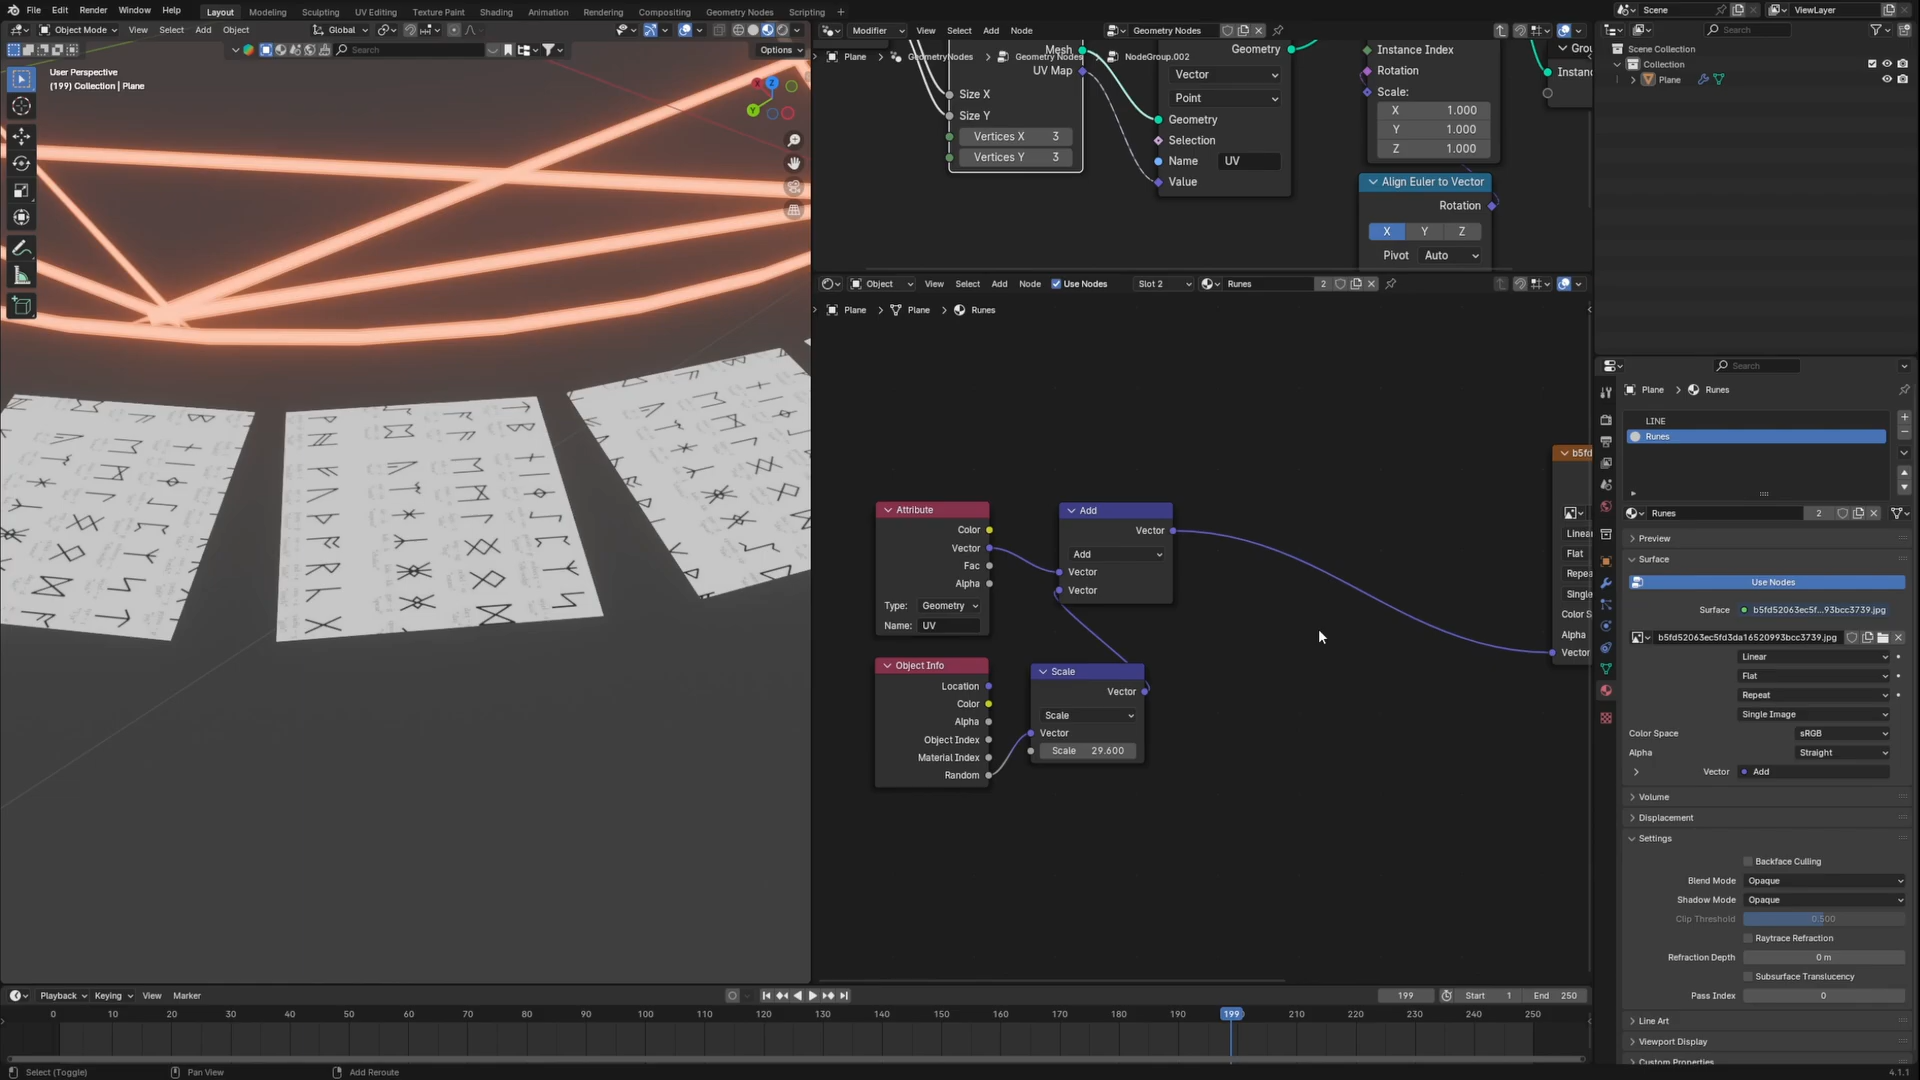 File Edit Render Window Help Layout Modeling Sculpting UV Editing Texture Paint Shading Animation Rendering Compositing Geometry Nodes Scripting Scene ViewLayer
Object Mode View Select Add Object Global
Search Options
User Perspective
(199) Collection | Plane
Modifier View Select Add Node Geometry Nodes
Plane GeometryNodes Geometry Nodes NodeGroup.002
Mesh
UV Map
Size X
Size Y
Vertices X 3
Vertices Y 3
Geometry
Vector
Point
Geometry
Selection
Name UV
Value
Instance Index
Rotation
Scale:
X 1.000
Y 1.000
Z 1.000
Align Euler to Vector
Rotation
X Y Z
Pivot Auto
Object View Select Add Node Use Nodes Slot 2 Runes 2
Plane Plane Runes
Attribute
Color
Vector
Fac
Alpha
Type: Geometry
Name: UV
Add
Vector
Add
Vector
Vector
Object Info
Location
Color
Alpha
Object Index
Material Index
Random
Scale
Vector
Scale
Vector
Scale 29.600
b5fd
Linear
Flat
Repea
Single
Color S
Alpha
Vector
Search
Scene Collection
Collection
Plane
Search
Plane Runes
LINE
Runes
Runes 2
Preview
Surface
Use Nodes
Surface b5fd52063ec5f...93bcc3739.jpg
b5fd52063ec5fd3da16520993bcc3739.jpg
Linear
Flat
Repeat
Single Image
Color Space sRGB
Alpha Straight
Vector Add
Volume
Displacement
Settings
Backface Culling
Blend Mode Opaque
Shadow Mode Opaque
Clip Threshold 0.500
Raytrace Refraction
Refraction Depth 0 m
Subsurface Translucency
Pass Index 0
Line Art
Viewport Display
Custom Properties
Playback Keying View Marker 199 Start 1 End 250
0 10 20 30 40 50 60 70 80 90 100 110 120 130 140 150 160 170 180 190 199 210 220 230 240 250
Select (Toggle) Pan View Add Reroute 4.1.1